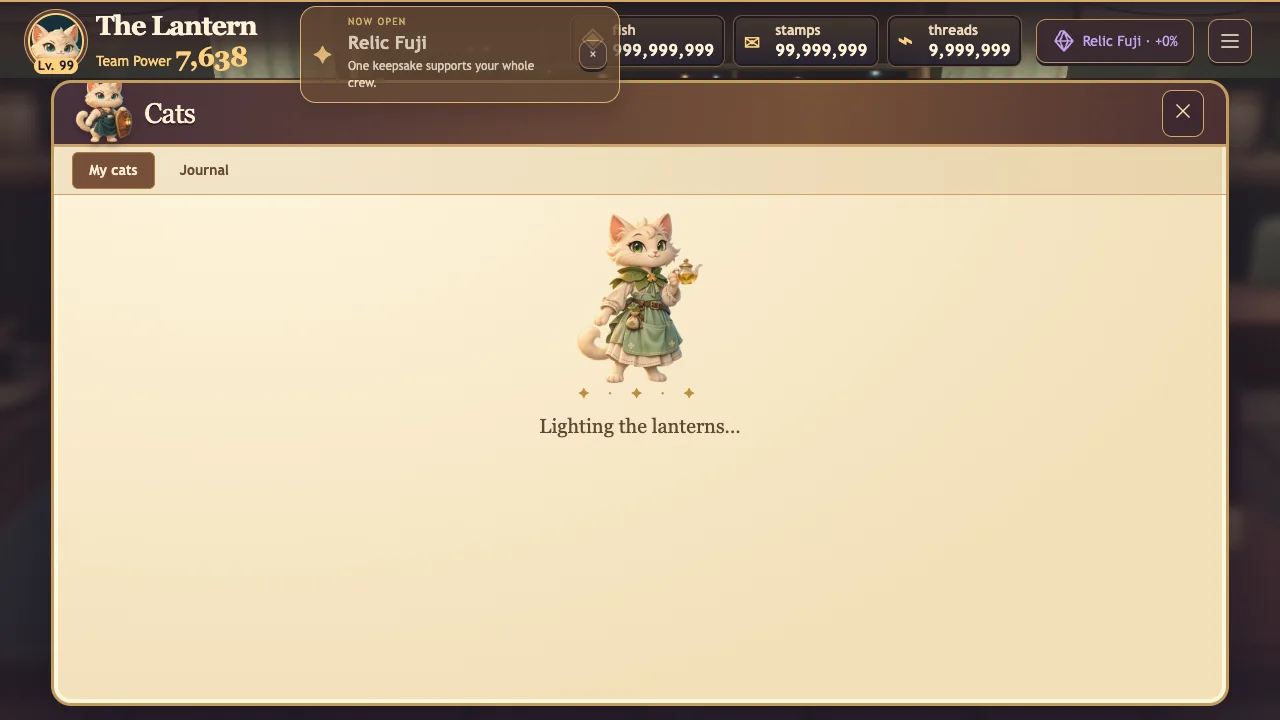 The Lantern
Lv. 99
Team Power 7,638
NOW OPEN
Relic Fuji
One keepsake supports your whole
crew.
×
fish
999,999,999
stamps
99,999,999
threads
9,999,999
Relic Fuji · +0%
Cats
My cats
Journal
Lighting the lanterns...